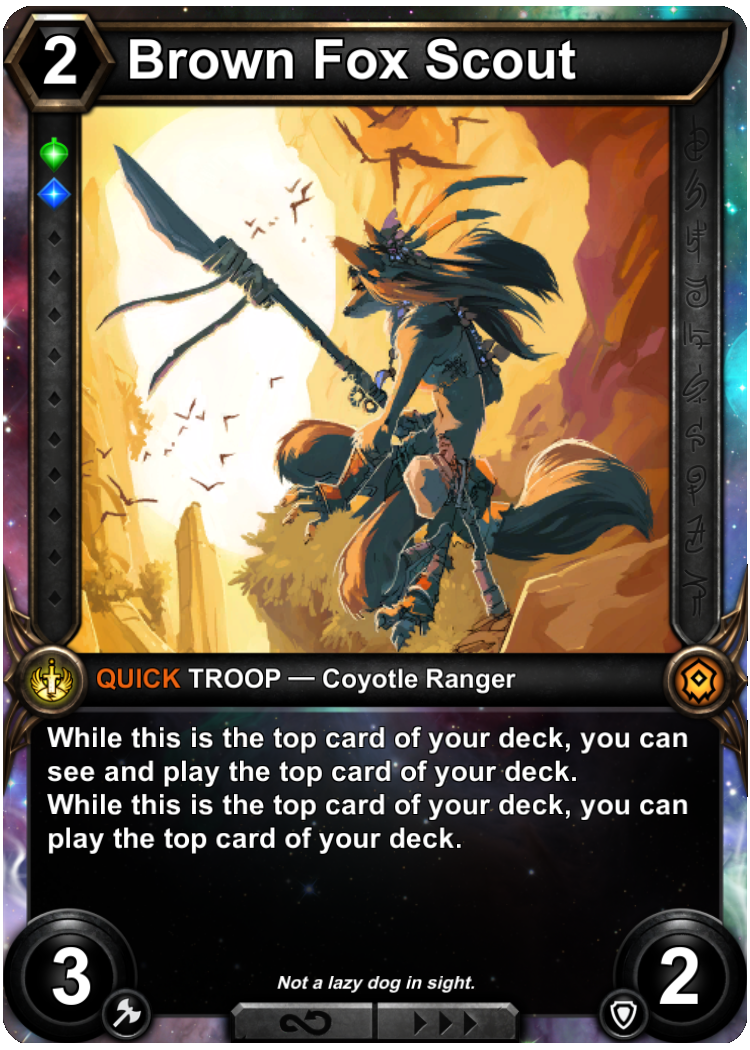 2 Brown Fox Scout
QUICK TROOP — Coyotle Ranger
While this is the top card of your deck, you can
see and play the top card of your deck.
While this is the top card of your deck, you can
play the top card of your deck.
Not a lazy dog in sight.
3 2